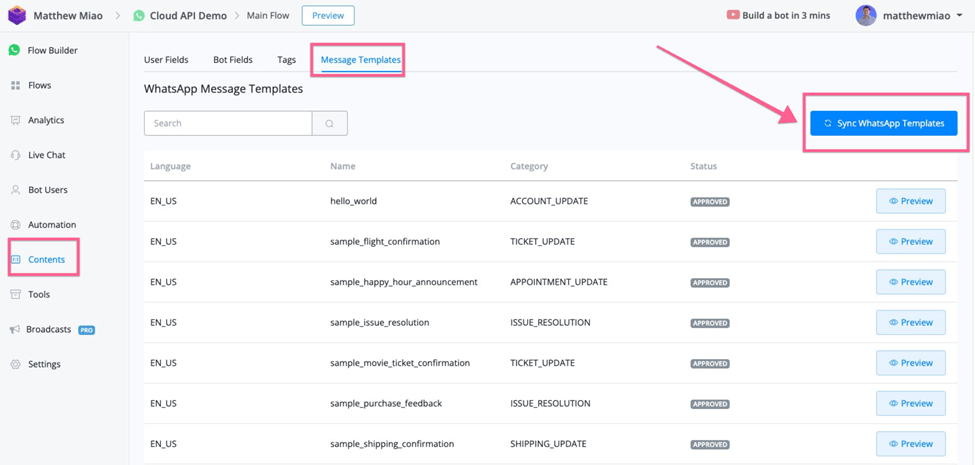 Matthew Miao > Cloud API Demo > Main Flow Preview Build a bot in 3 mins matthewmiao
Flow Builder
Flows
Analytics
Live Chat
Bot Users
Automation
Contents
Tools
Broadcasts PRO
Settings
User Fields Bot Fields Tags Message Templates
WhatsApp Message Templates
Search
Sync WhatsApp Templates
Language Name Category Status
EN_US hello_world ACCOUNT_UPDATE APPROVED Preview
EN_US sample_flight_confirmation TICKET_UPDATE APPROVED Preview
EN_US sample_happy_hour_announcement APPOINTMENT_UPDATE APPROVED Preview
EN_US sample_issue_resolution ISSUE_RESOLUTION APPROVED Preview
EN_US sample_movie_ticket_confirmation TICKET_UPDATE APPROVED Preview
EN_US sample_purchase_feedback ISSUE_RESOLUTION APPROVED Preview
EN_US sample_shipping_confirmation SHIPPING_UPDATE APPROVED Preview